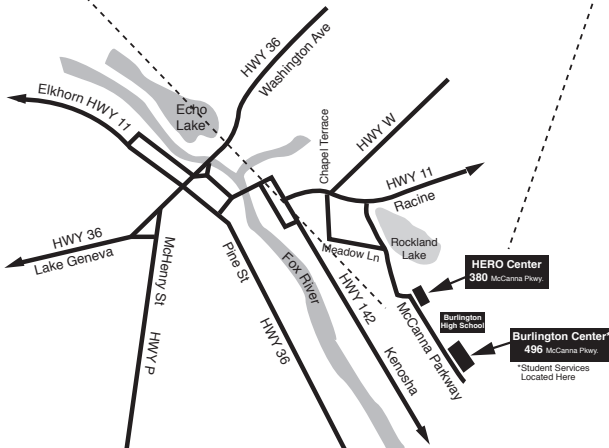 HWY 36
Washington Ave
Elkhorn HWY 11
Echo
Lake
Chapel Terrace
HWY W
HWY 11
Racine
HWY 36
Lake Geneva
McHenry St
Pine St
Fox River
Meadow Ln
Rockland
Lake
HERO Center
380 McCanna Pkwy.
HWY 142
McCanna Parkway
Burlington
High School
Burlington Center*
496 McCanna Pkwy.
*Student Services
Located Here
HWY P
HWY 36
Kenosha